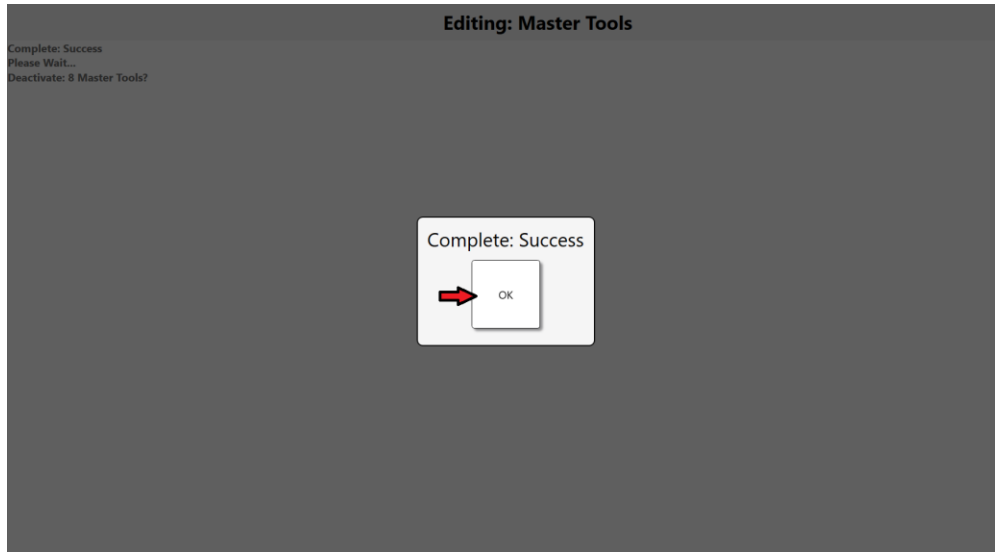 Editing: Master Tools
Complete: Success
Please Wait...
Deactivate: 8 Master Tools?
Complete: Success
OK